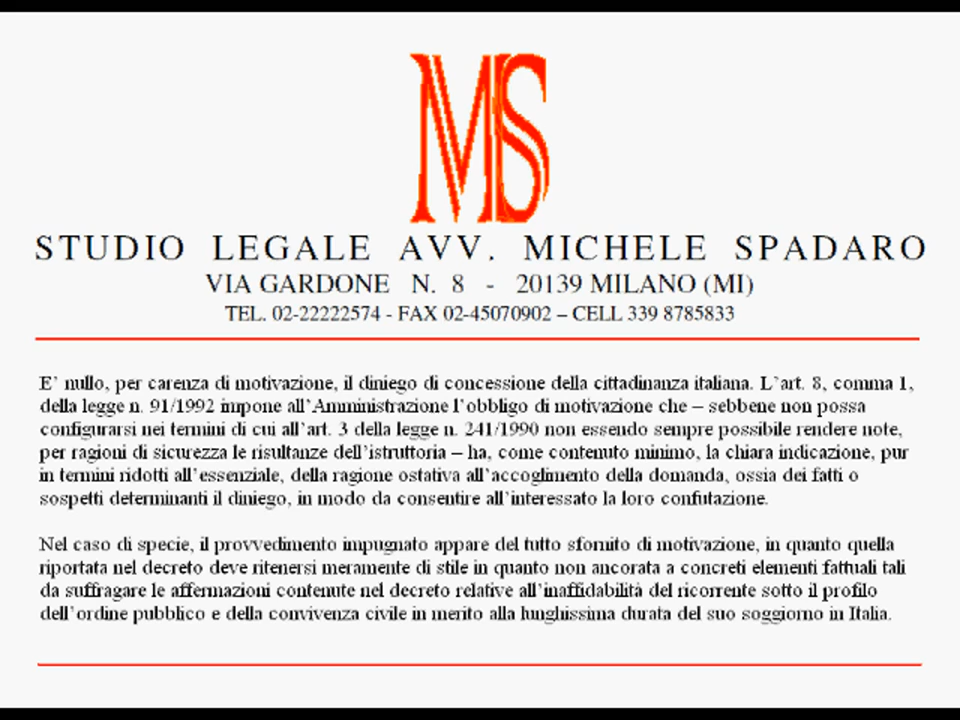 MS
STUDIO LEGALE AVV. MICHELE SPADARO
VIA GARDONE N. 8 - 20139 MILANO (MI)
TEL. 02-22222574 - FAX 02-45070902 – CELL 339 8785833
E' nullo, per carenza di motivazione, il diniego di concessione della cittadinanza italiana. L'art. 8, comma 1,
della legge n. 91/1992 impone all'Amministrazione l'obbligo di motivazione che – sebbene non possa
configurarsi nei termini di cui all'art. 3 della legge n. 241/1990 non essendo sempre possibile rendere note,
per ragioni di sicurezza le risultanze dell'istruttoria – ha, come contenuto minimo, la chiara indicazione, pur
in termini ridotti all'essenziale, della ragione ostativa all'accoglimento della domanda, ossia dei fatti o
sospetti determinanti il diniego, in modo da consentire all'interessato la loro confutazione.
Nel caso di specie, il provvedimento impugnato appare del tutto sfornito di motivazione, in quanto quella
riportata nel decreto deve ritenersi meramente di stile in quanto non ancorata a concreti elementi fattuali tali
da suffragare le affermazioni contenute nel decreto relative all'inaffidabilità del ricorrente sotto il profilo
dell'ordine pubblico e della convivenza civile in merito alla lunghissima durata del suo soggiorno in Italia.